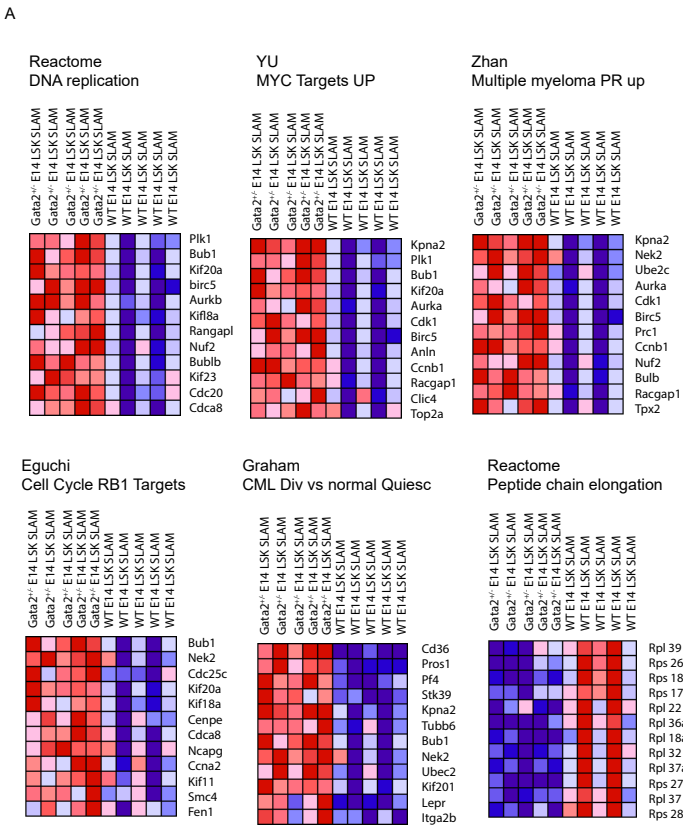 A
Reactome
DNA replication
Gata2+/- E14 LSK SLAM
Gata2+/- E14 LSK SLAM
Gata2+/- E14 LSK SLAM
Gata2+/- E14 LSK SLAM
Gata2+/- E14 LSK SLAM
WT E14 LSK SLAM
WT E14 LSK SLAM
WT E14 LSK SLAM
WT E14 LSK SLAM
WT E14 LSK SLAM
Plk1
Bub1
Kif20a
birc5
Aurkb
Kifl8a
Rangapl
Nuf2
Bublb
Kif23
Cdc20
Cdca8
YU
MYC Targets UP
Gata2+/- E14 LSK SLAM
Gata2+/- E14 LSK SLAM
Gata2+/- E14 LSK SLAM
Gata2+/- E14 LSK SLAM
Gata2+/- E14 LSK SLAM
WT E14 LSK SLAM
WT E14 LSK SLAM
WT E14 LSK SLAM
WT E14 LSK SLAM
WT E14 LSK SLAM
Kpna2
Plk1
Bub1
Kif20a
Aurka
Cdk1
Birc5
Anln
Ccnb1
Racgap1
Clic4
Top2a
Zhan
Multiple myeloma PR up
Gata2+/- E14 LSK SLAM
Gata2+/- E14 LSK SLAM
Gata2+/- E14 LSK SLAM
Gata2+/- E14 LSK SLAM
Gata2+/- E14 LSK SLAM
WT E14 LSK SLAM
WT E14 LSK SLAM
WT E14 LSK SLAM
WT E14 LSK SLAM
WT E14 LSK SLAM
Kpna2
Nek2
Ube2c
Aurka
Cdk1
Birc5
Prc1
Ccnb1
Nuf2
Bulb
Racgap1
Tpx2
Eguchi
Cell Cycle RB1 Targets
Gata2+/- E14 LSK SLAM
Gata2+/- E14 LSK SLAM
Gata2+/- E14 LSK SLAM
Gata2+/- E14 LSK SLAM
Gata2+/- E14 LSK SLAM
WT E14 LSK SLAM
WT E14 LSK SLAM
WT E14 LSK SLAM
WT E14 LSK SLAM
WT E14 LSK SLAM
Bub1
Nek2
Cdc25c
Kif20a
Kif18a
Cenpe
Cdca8
Ncapg
Ccna2
Kif11
Smc4
Fen1
Graham
CML Div vs normal Quiesc
Gata2+/- E14 LSK SLAM
Gata2+/- E14 LSK SLAM
Gata2+/- E14 LSK SLAM
Gata2+/- E14 LSK SLAM
Gata2+/- E14 LSK SLAM
WT E14 LSK SLAM
WT E14 LSK SLAM
WT E14 LSK SLAM
WT E14 LSK SLAM
WT E14 LSK SLAM
Cd36
Pros1
Pf4
Stk39
Kpna2
Tubb6
Bub1
Nek2
Ubec2
Kif201
Lepr
Itga2b
Reactome
Peptide chain elongation
Gata2+/- E14 LSK SLAM
Gata2+/- E14 LSK SLAM
Gata2+/- E14 LSK SLAM
Gata2+/- E14 LSK SLAM
Gata2+/- E14 LSK SLAM
WT E14 LSK SLAM
WT E14 LSK SLAM
WT E14 LSK SLAM
WT E14 LSK SLAM
WT E14 LSK SLAM
Rpl 39
Rps 26
Rps 18
Rps 17
Rpl 22
Rpl 36a
Rpl 18a
Rpl 32
Rpl 37a
Rps 27
Rpl 37
Rps 28